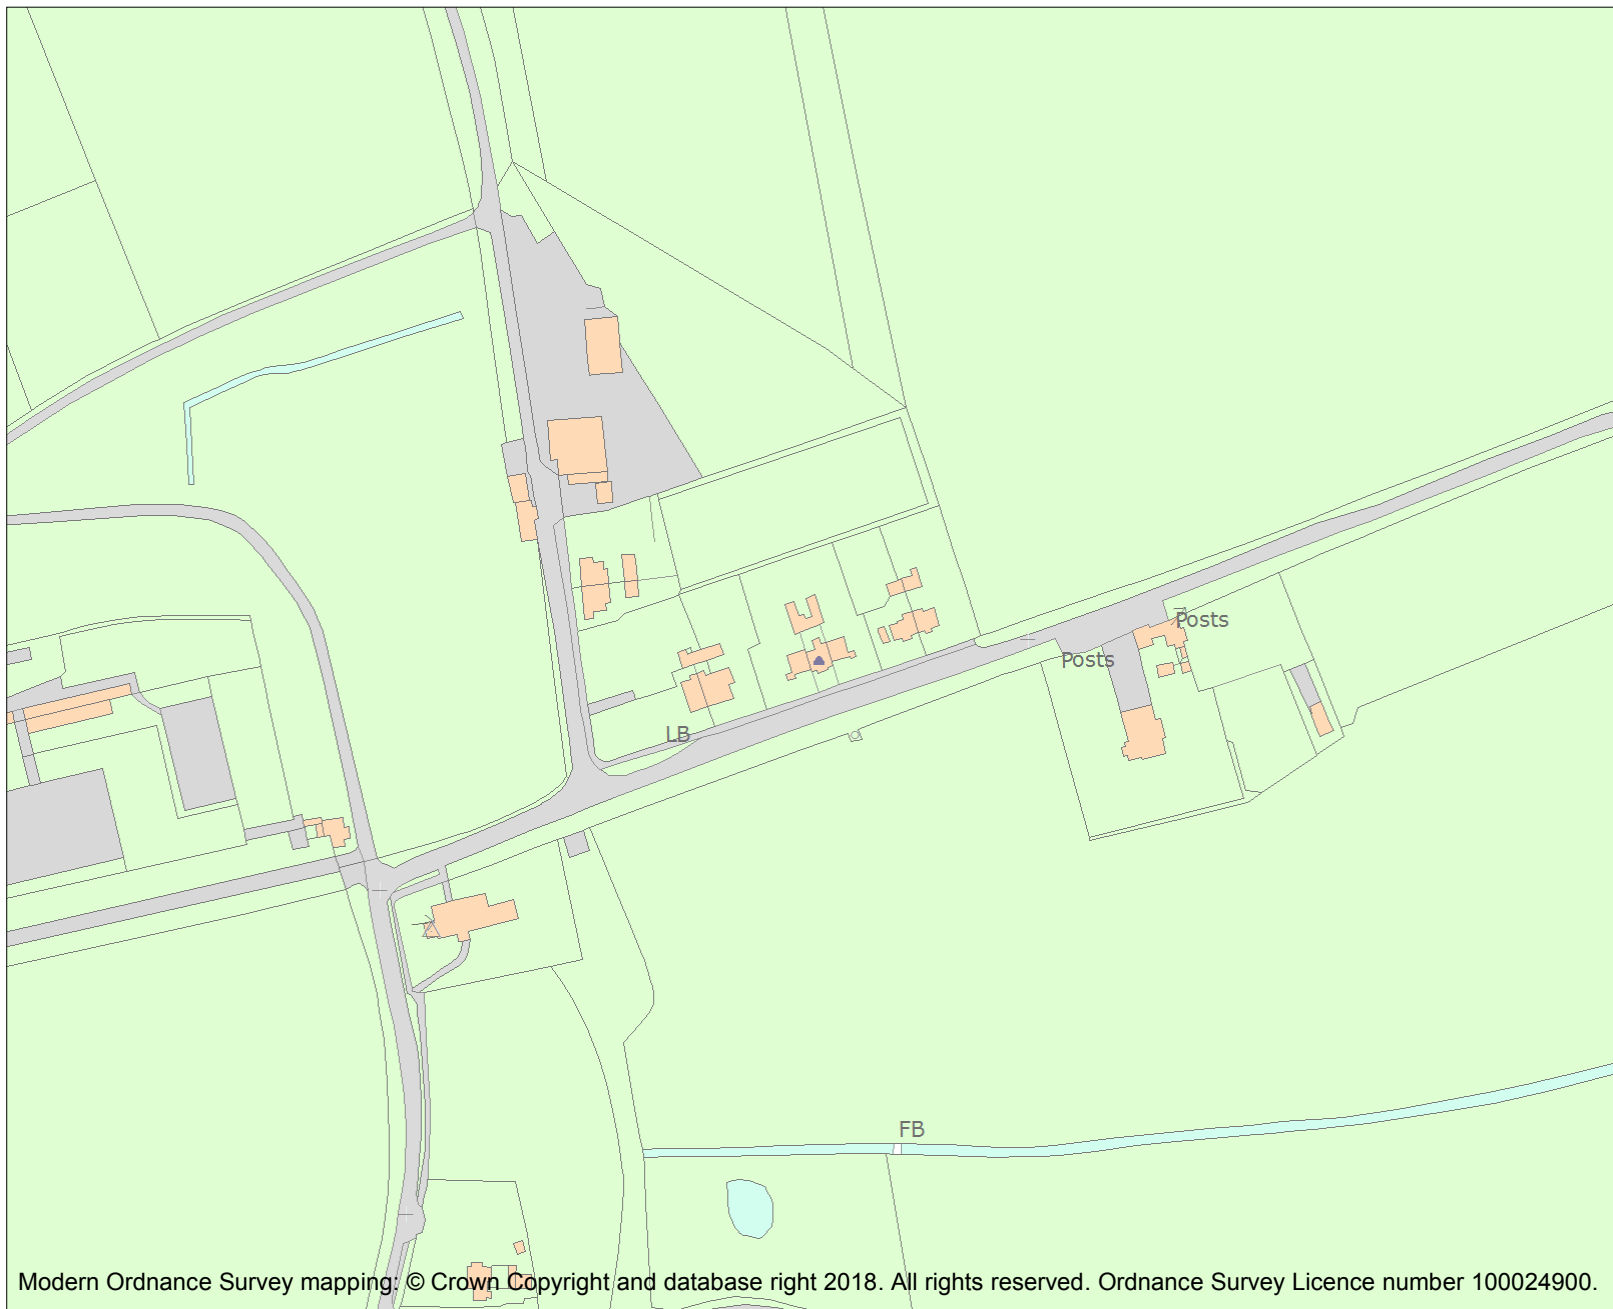 Posts
Posts
LB
FB
Modern Ordnance Survey mapping: © Crown Copyright and database right 2018. All rights reserved. Ordnance Survey Licence number 100024900.